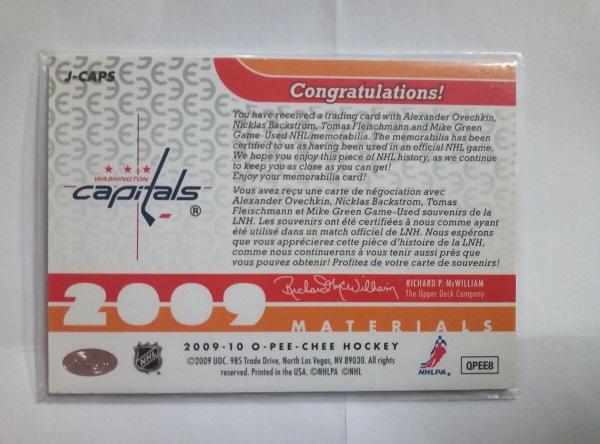 J-CAPS
Congratulations!
You have received a trading card with Alexander Ovechkin,
Nicklas Backstrom, Tomas Fleischmann and Mike Green
Game-Used NHL memorabilia. The memorabilia has been
certified to us as having been used in an official NHL game.
We hope you enjoy this piece of NHL history, as we continue
to keep you as close as you can get!
Enjoy your memorabilia card!
Vous avez reçu une carte de négociation avec
Alexander Ovechkin, Nicklas Backstrom, Tomas
Fleischmann et Mike Green Game-Used souvenirs de la
LNH. Les souvenirs ont été certifiées à nous comme ayant
été utilisé dans un match officiel de LNH. Nous espérons
que vous apprécierez cette pièce d'histoire de la LNH,
comme nous continuerons à vous tenir aussi près que
vous pouvez obtenir! Profitez de votre carte de souvenirs!
WASHINGTON
capitals ®
Richard P. McWilliam
RICHARD P. McWILLIAM
The Upper Deck Company
2009
MATERIALS
2009-10 O-PEE-CHEE HOCKEY
©2009 UDC. 985 Trade Drive, North Las Vegas, NV 89030. All rights
reserved. Printed in the USA. ©NHLPA ©NHL
NHL
NHLPA.
QPEE8